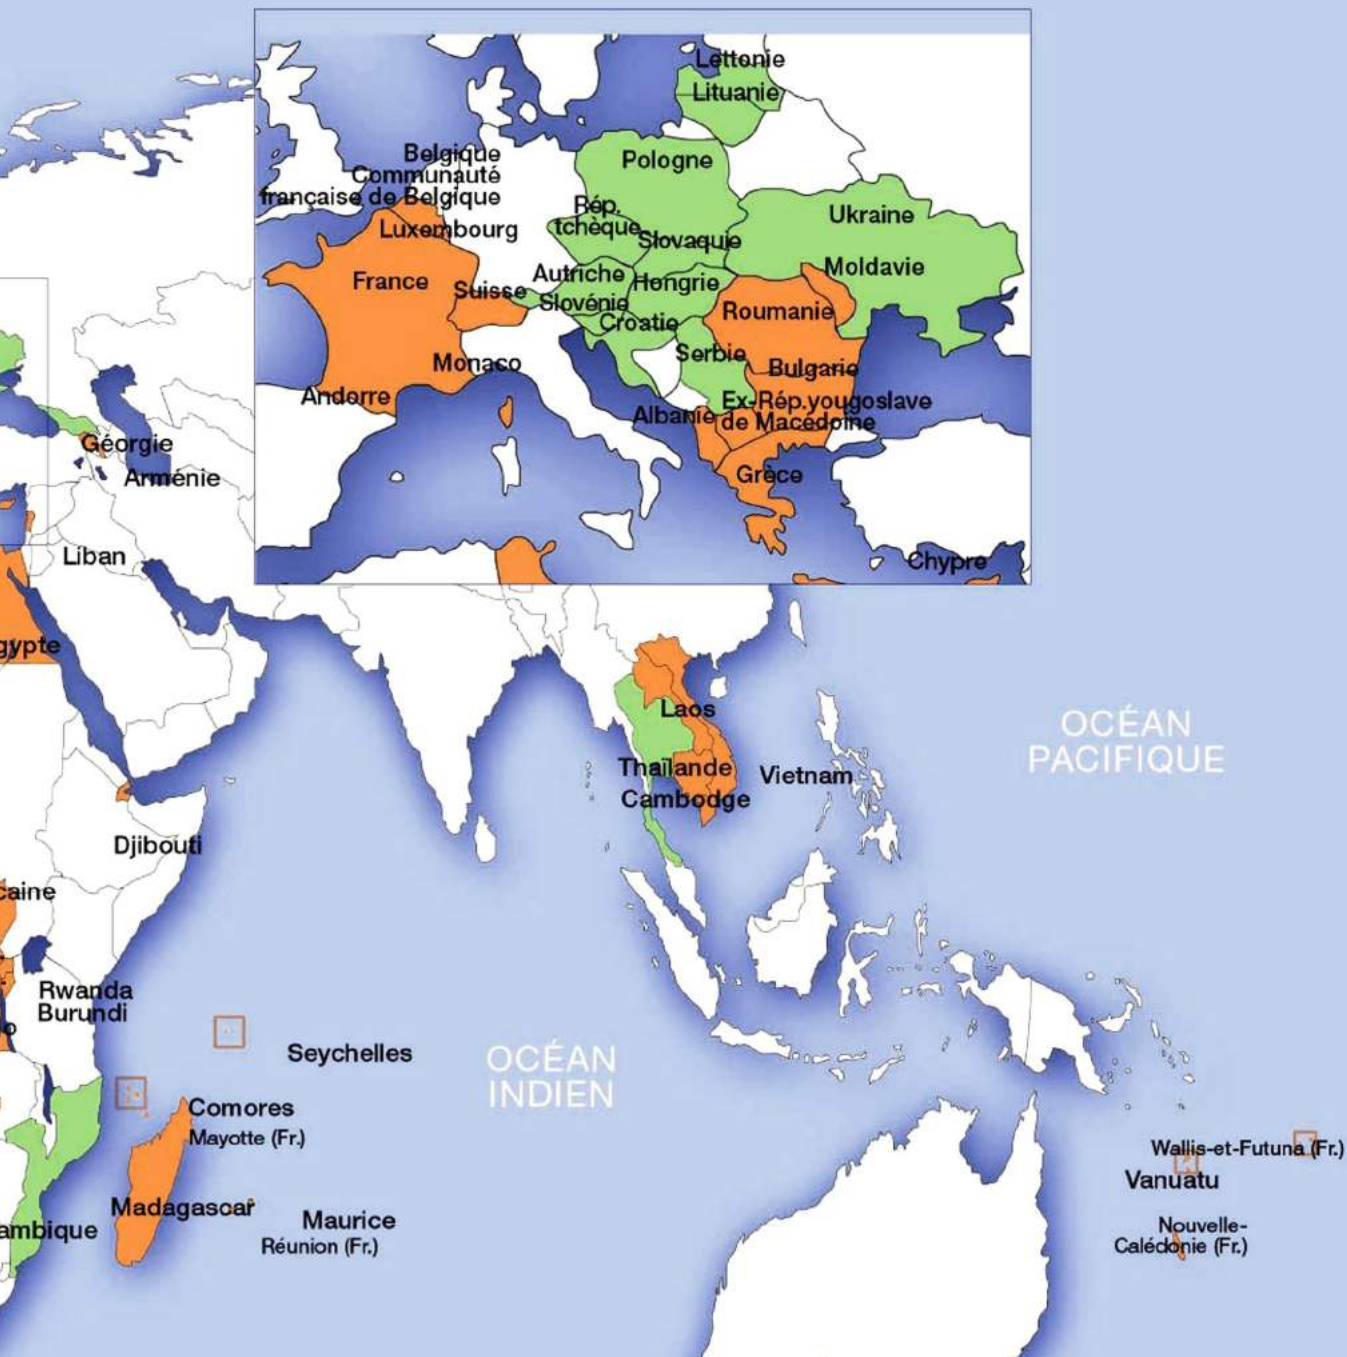 Lettonie
Lituanie
Belgique
Communauté
française de Belgique
Luxembourg
Pologne
Rép.
tchèque
Slovaquie
Ukraine
Moldavie
France
Suisse
Autriche
Hongrie
Slovénie
Croatie
Roumanie
Serbie
Monaco
Bulgarie
Andorre
Albanie
Ex-Rép.yougoslave
de Macédoine
Grèce
Chypre
Géorgie
Arménie
Liban
gypte
Laos
Thaïlande
Vietnam
Cambodge
OCÉAN
PACIFIQUE
Djibouti
caine
Rwanda
Burundi
o
Seychelles
OCÉAN
INDIEN
Comores
Mayotte (Fr.)
Madagascar
ambique
Maurice
Réunion (Fr.)
Wallis-et-Futuna (Fr.)
Vanuatu
Nouvelle-
Calédonie (Fr.)